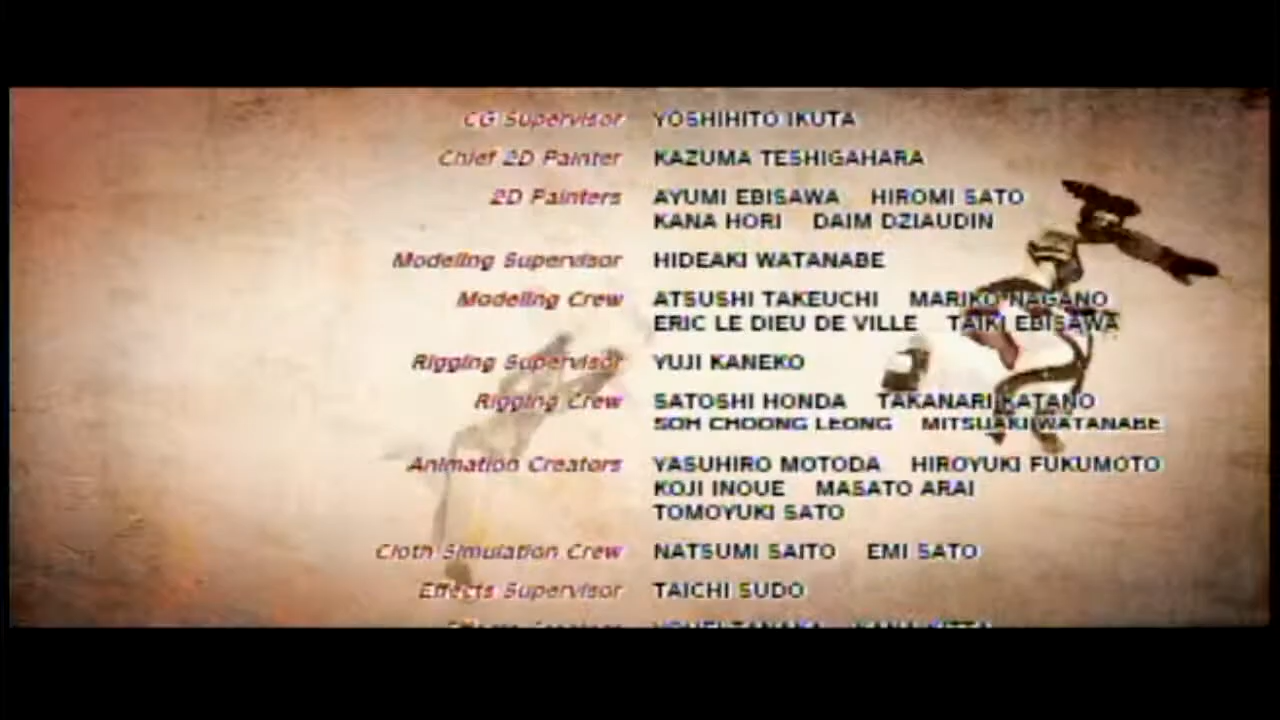 CG Supervisor YOSHIHITO IKUTA
Chief 2D Painter KAZUMA TESHIGAHARA
2D Painters AYUMI EBISAWA HIROMI SATO
KANA HORI DAIM DZIAUDIN
Modeling Supervisor HIDEAKI WATANABE
Modeling Crew ATSUSHI TAKEUCHI MARIKO NAGANO
ERIC LE DIEU DE VILLE TAIKI EBISAWA
Rigging Supervisor YUJI KANEKO
Rigging Crew SATOSHI HONDA TAKANARI KATANO
SOH CHOONG LEONG MITSUAKI WATANABE
Animation Creators YASUHIRO MOTODA HIROYUKI FUKUMOTO
KOJI INOUE MASATO ARAI
TOMOYUKI SATO
Cloth Simulation Crew NATSUMI SAITO EMI SATO
Effects Supervisor TAICHI SUDO